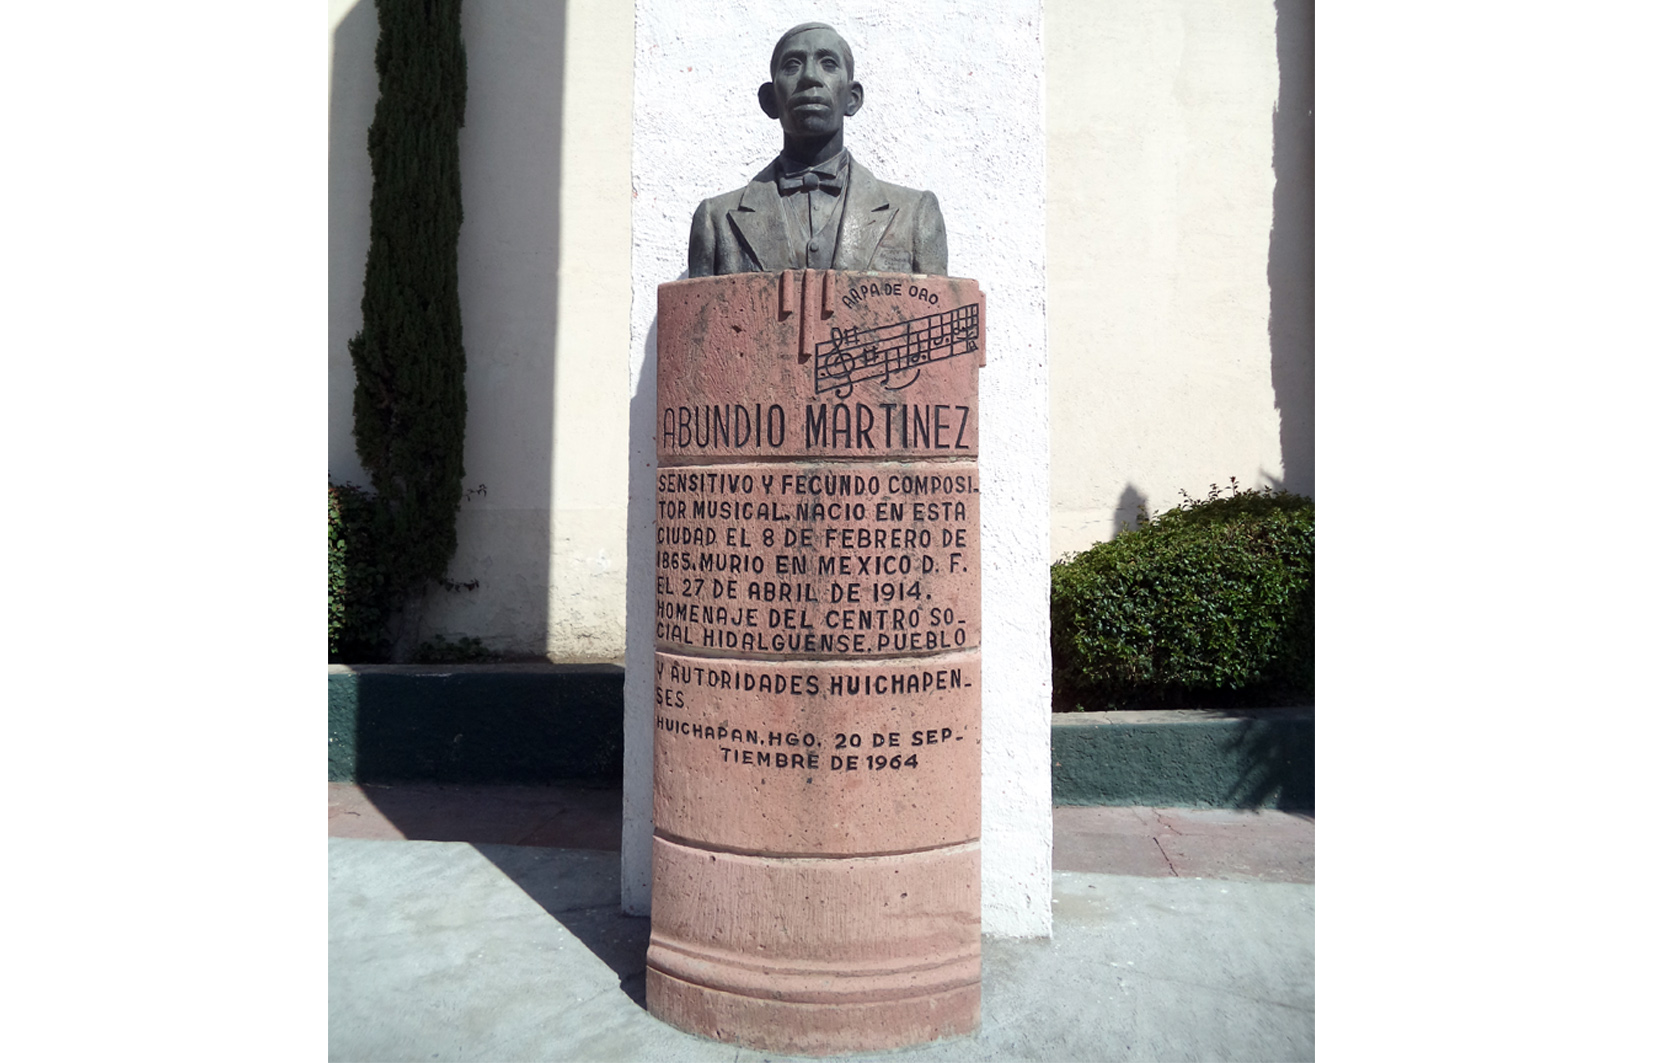 ARPA DE ORO.
ABUNDIO MARTINEZ
SENSITIVO Y FECUNDO COMPOSI-
TOR MUSICAL. NACIO EN ESTA
CIUDAD EL 8 DE FEBRERO DE
1865. MURIO EN MEXICO D. F.
EL 27 DE ABRIL DE 1914.
HOMENAJE DEL CENTRO SO-
CIAL HIDALGUENSE, PUEBLO
Y AUTORIDADES HUICHAPEN-
SES
HUICHAPAN, HGO. 20 DE SEP-
TIEMBRE DE 1964